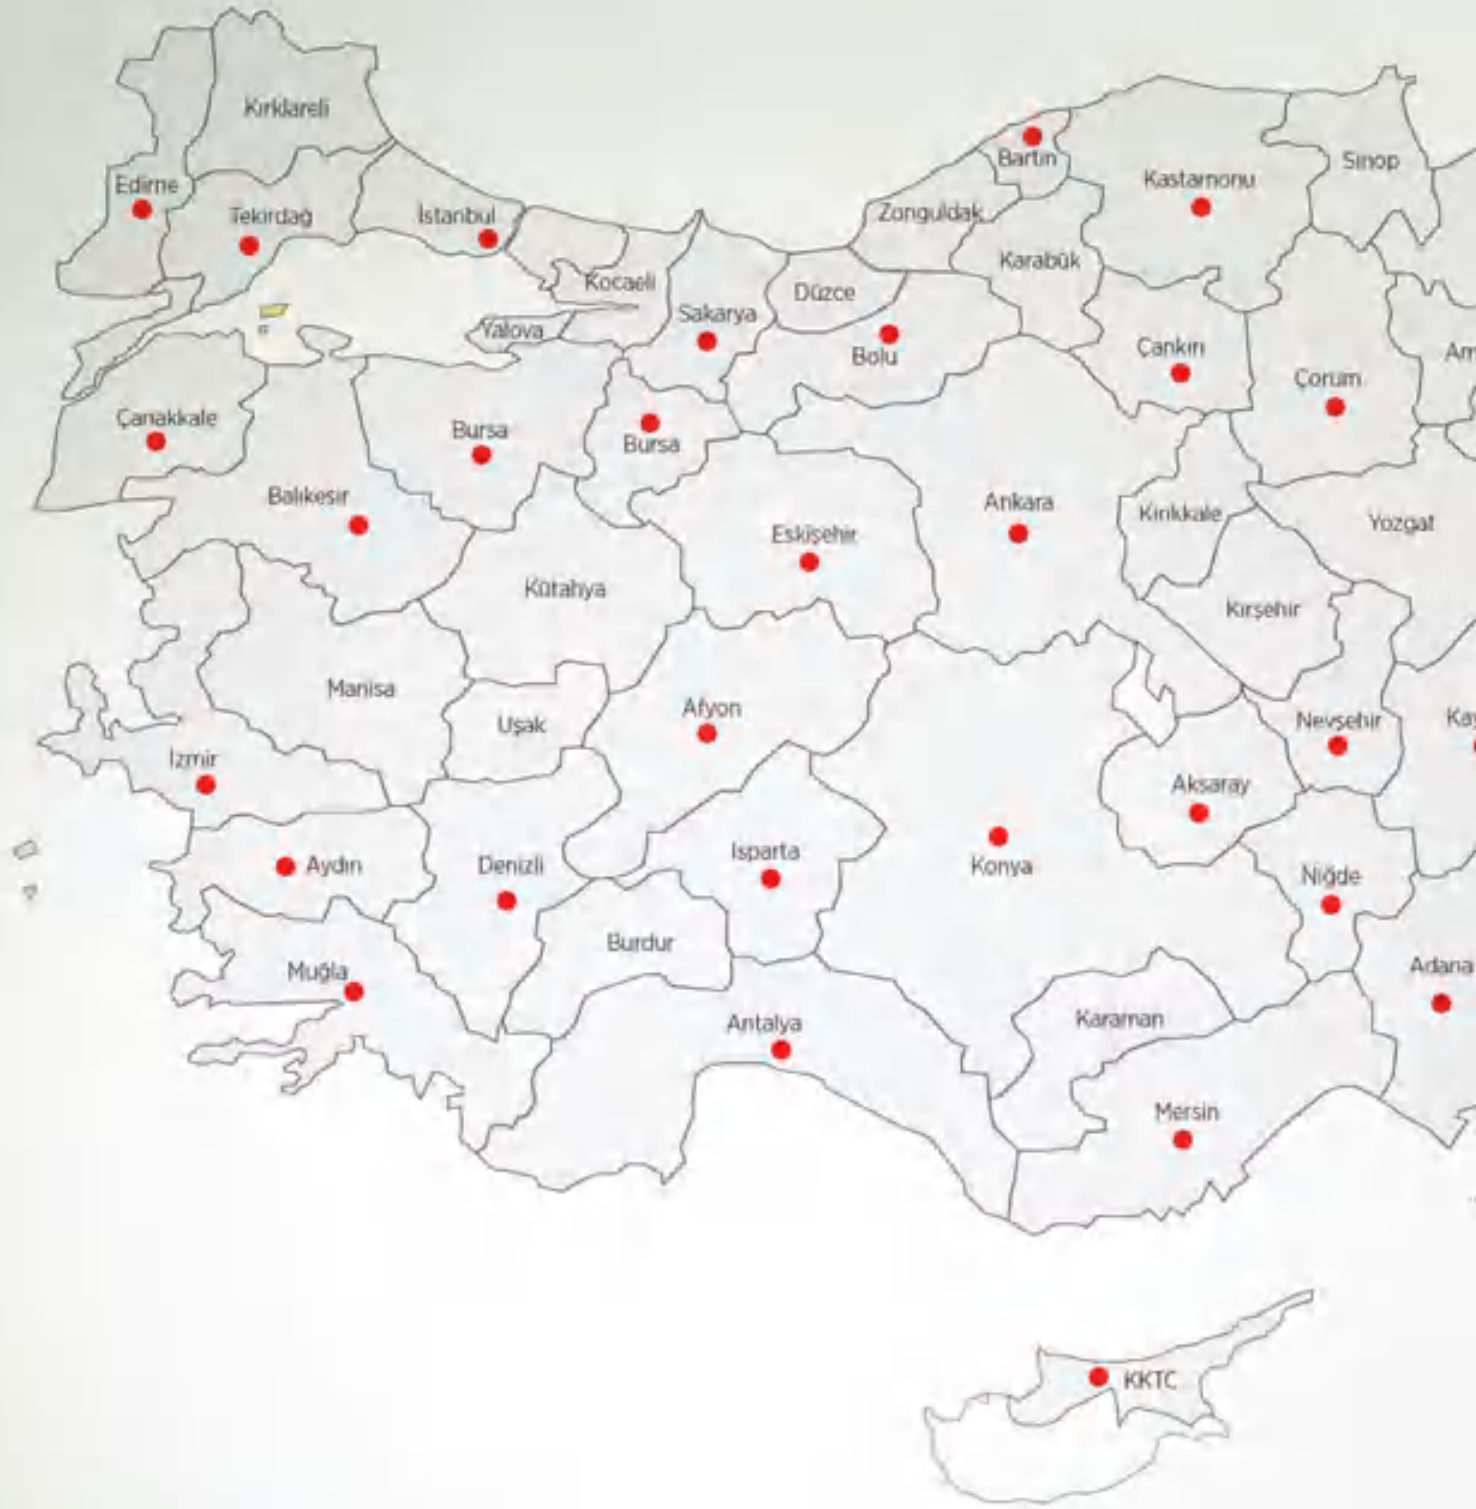 Kırklareli
Edirne
Tekirdağ
İstanbul
Kocaeli
Yalova
Sakarya
Düzce
Bolu
Zonguldak
Bartın
Karabük
Kastamonu
Sinop
Çankırı
Çorum
Am
Çanakkale
Balıkesir
Bursa
Bursa
Eskişehir
Ankara
Kırıkkale
Yozgat
Kırşehir
Kütahya
Manisa
Uşak
Afyon
İzmir
Aydın
Denizli
Isparta
Burdur
Muğla
Antalya
Konya
Aksaray
Nevşehir
Kay
Niğde
Adana
Karaman
Mersin
KKTC